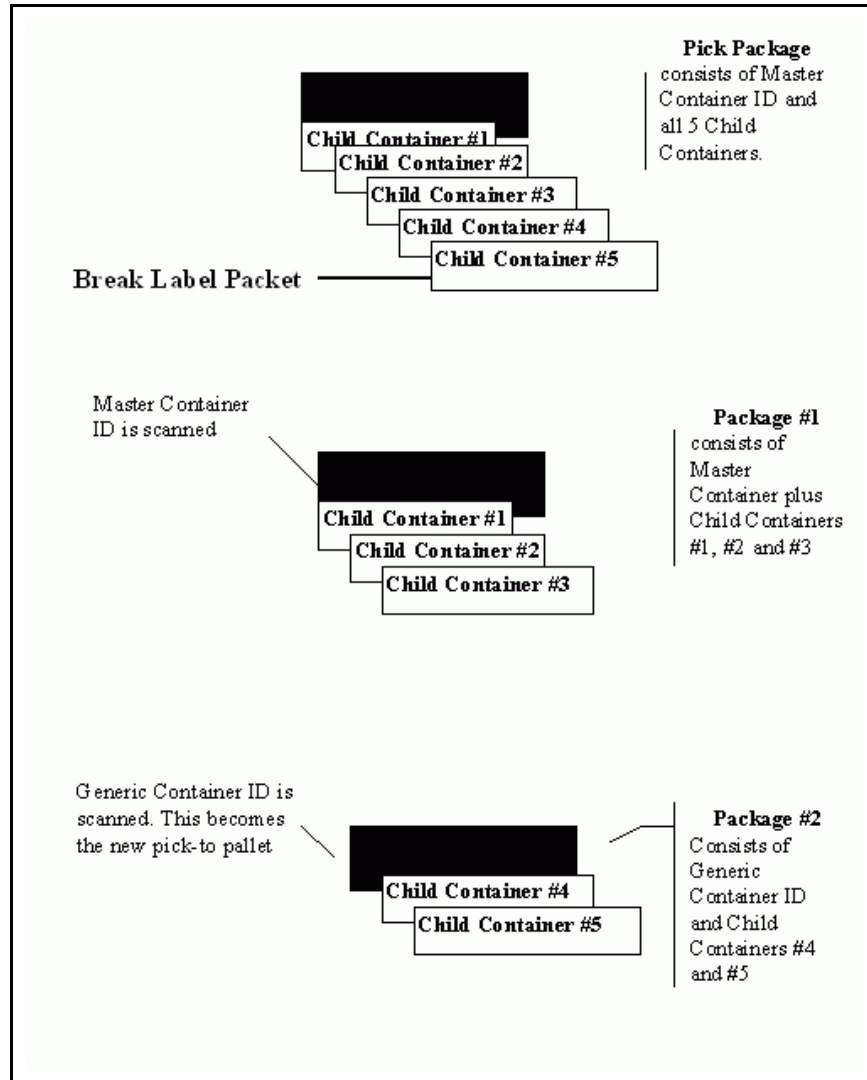 Pick Package
consists of Master
Container ID and
all 5 Child
Containers.
Child Container #1
Child Container #2
Child Container #3
Child Container #4
Child Container #5
Break Label Packet
Master Container
ID is scanned
Package #1
consists of
Master
Container plus
Child Containers
#1, #2 and #3
Child Container #1
Child Container #2
Child Container #3
Generic Container ID is
scanned. This becomes
the new pick-to pallet
Package #2
Consists of
Generic
Container ID
and Child
Containers #4
and #5
Child Container #4
Child Container #5